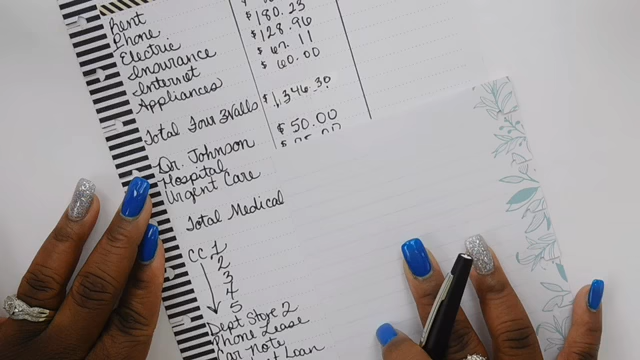 Rent
Phone $180.23
Electric $128.96
Insurance $67.11
Internet $60.00
Appliances
Total Four Walls $1,346.30
Dr. Johnson $50.00
Hospital
Urgent Care
Total Medical
CC 1
2
3
4
5
Dept Store 2
Phone Lease
Car Note